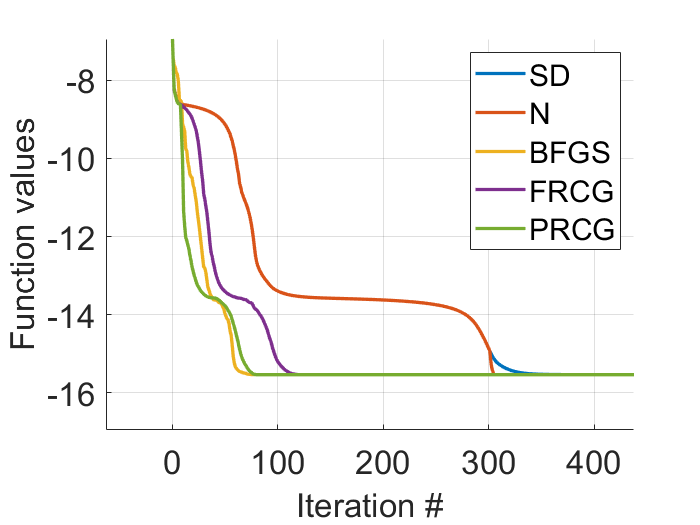 -8
-10
-12
-14
-16
Function values
0 100 200 300 400
Iteration #
SD
N
BFGS
FRCG
PRCG